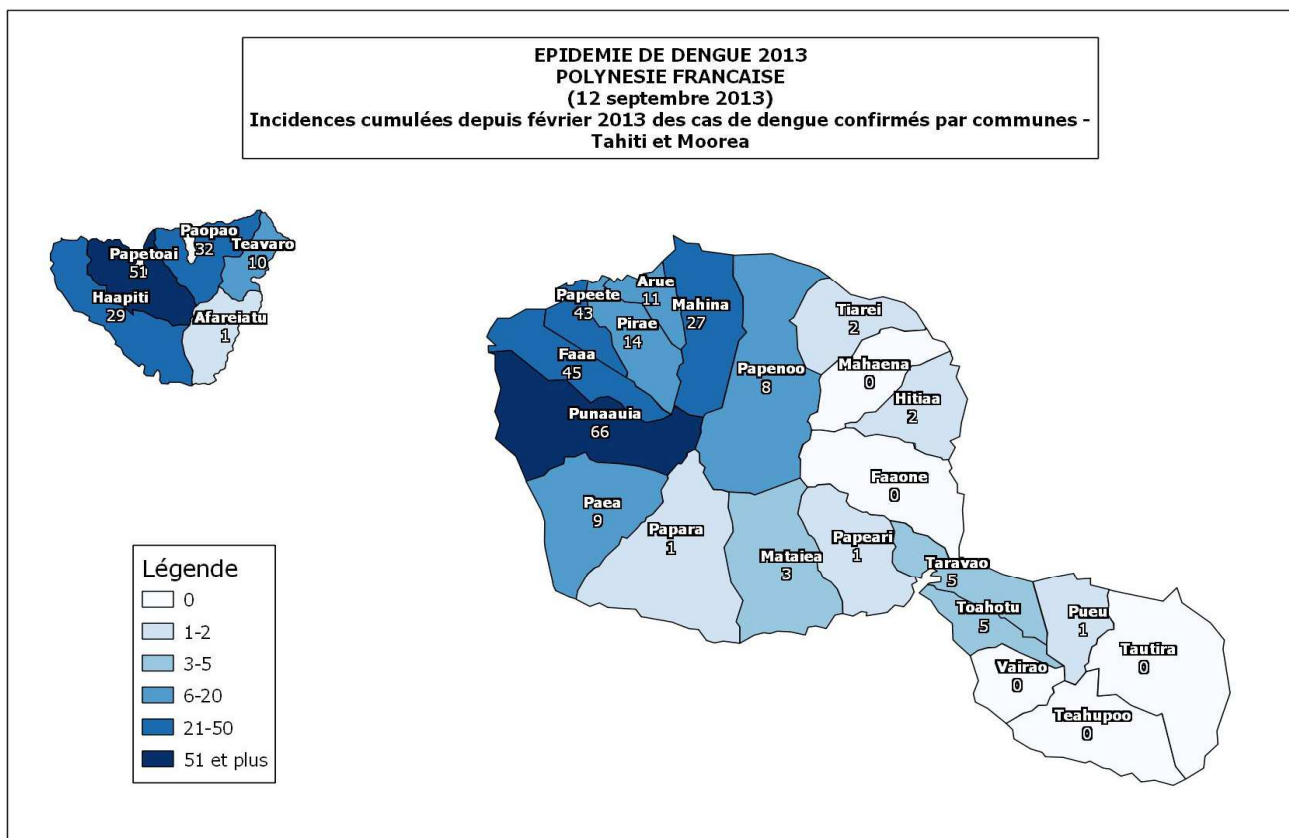 EPIDEMIE DE DENGUE 2013
POLYNESIE FRANCAISE
(12 septembre 2013)
Incidences cumulées depuis février 2013 des cas de dengue confirmés par communes -
Tahiti et Moorea
Paopao
32
Teavaro
10
Papetoai
51
Haapiti
29
Afareiatu
1
Arue
11
Papeete
43
Mahina
27
Pirae
14
Faaa
45
Punaauia
66
Papenoo
8
Tiarei
2
Mahaena
0
Hitiaa
2
Faaone
0
Paea
9
Papara
1
Mataiea
3
Papeari
1
Taravao
5
Toahotu
5
Pueu
1
Tautira
0
Vairao
0
Teahupoo
0
Légende
0
1-2
3-5
6-20
21-50
51 et plus